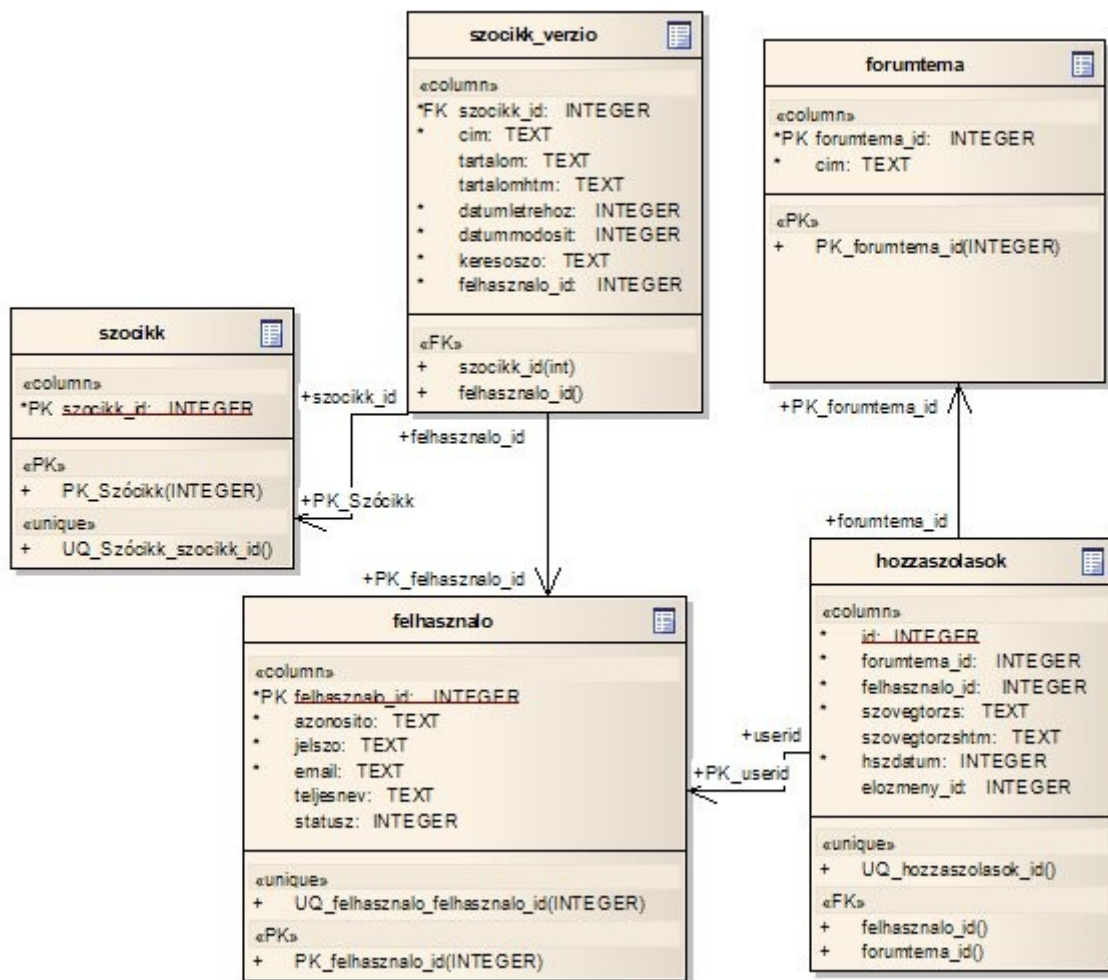 szocikk_verzio
«column»
*FK szocikk_id: INTEGER
* cim: TEXT
tartalom: TEXT
tartalomhtm: TEXT
* datumletrehoz: INTEGER
* datummodosit: INTEGER
* keresoszo: TEXT
* felhasznalo_id: INTEGER
«FK»
+ szocikk_id(int)
+ felhasznalo_id()
forumtema
«column»
*PK forumtema_id: INTEGER
* cim: TEXT
«PK»
+ PK_forumtema_id(INTEGER)
szocikk
«column»
*PK szocikk_id: INTEGER
«PK»
+ PK_Szócikk(INTEGER)
«unique»
+ UQ_Szócikk_szocikk_id()
+szocikk_id
+PK_Szócikk
+felhasznalo_id
+PK_felhasznalo_id
+PK_forumtema_id
+forumtema_id
felhasznalo
«column»
*PK felhasznalo_id: INTEGER
* azonosito: TEXT
* jelszo: TEXT
* email: TEXT
teljesnev: TEXT
statusz: INTEGER
«unique»
+ UQ_felhasznalo_felhasznalo_id(INTEGER)
«PK»
+ PK_felhasznalo_id(INTEGER)
+userid
+PK_userid
hozzaszolasok
«column»
* id: INTEGER
* forumtema_id: INTEGER
* felhasznalo_id: INTEGER
* szovegtorzs: TEXT
szovegtorzshtm: TEXT
* hszdatum: INTEGER
elozmeny_id: INTEGER
«unique»
+ UQ_hozzaszolasok_id()
«FK»
+ felhasznalo_id()
+ forumtema_id()